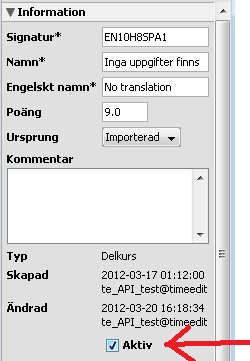 Information
Signatur* EN10H8SPA1
Namn* Inga uppgifter finns
Engelskt namn* No translation
Poäng 9.0
Ursprung Importerad
Kommentar
Typ Delkurs
Skapad 2012-03-17 01:12:00
te_API_test@timeedit
Ändrad 2012-03-20 16:18:34
te_API_test@timeedit
Aktiv